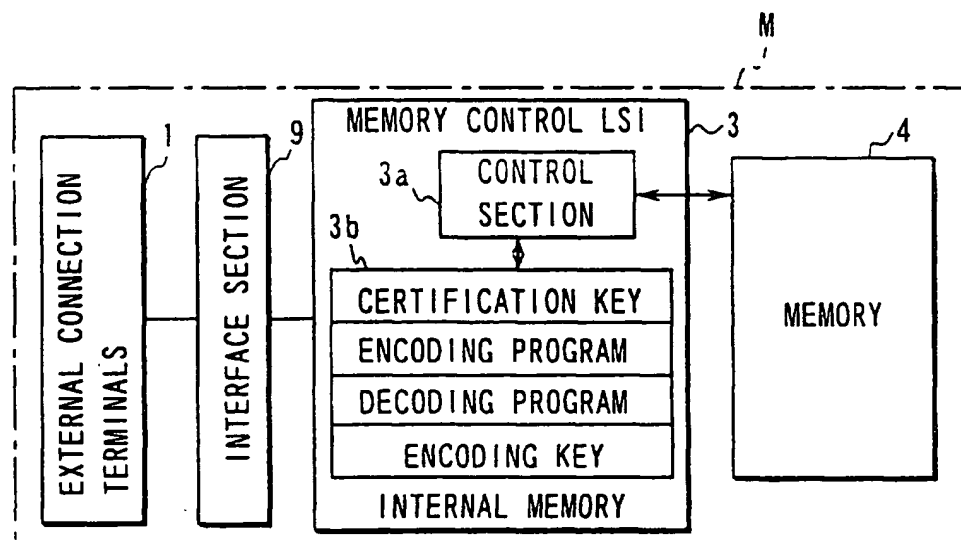 M
EXTERNAL CONNECTION
TERMINALS
1
INTERFACE SECTION
9
MEMORY CONTROL LSI
3
3a
CONTROL
SECTION
3b
CERTIFICATION KEY
ENCODING PROGRAM
DECODING PROGRAM
ENCODING KEY
INTERNAL MEMORY
4
MEMORY